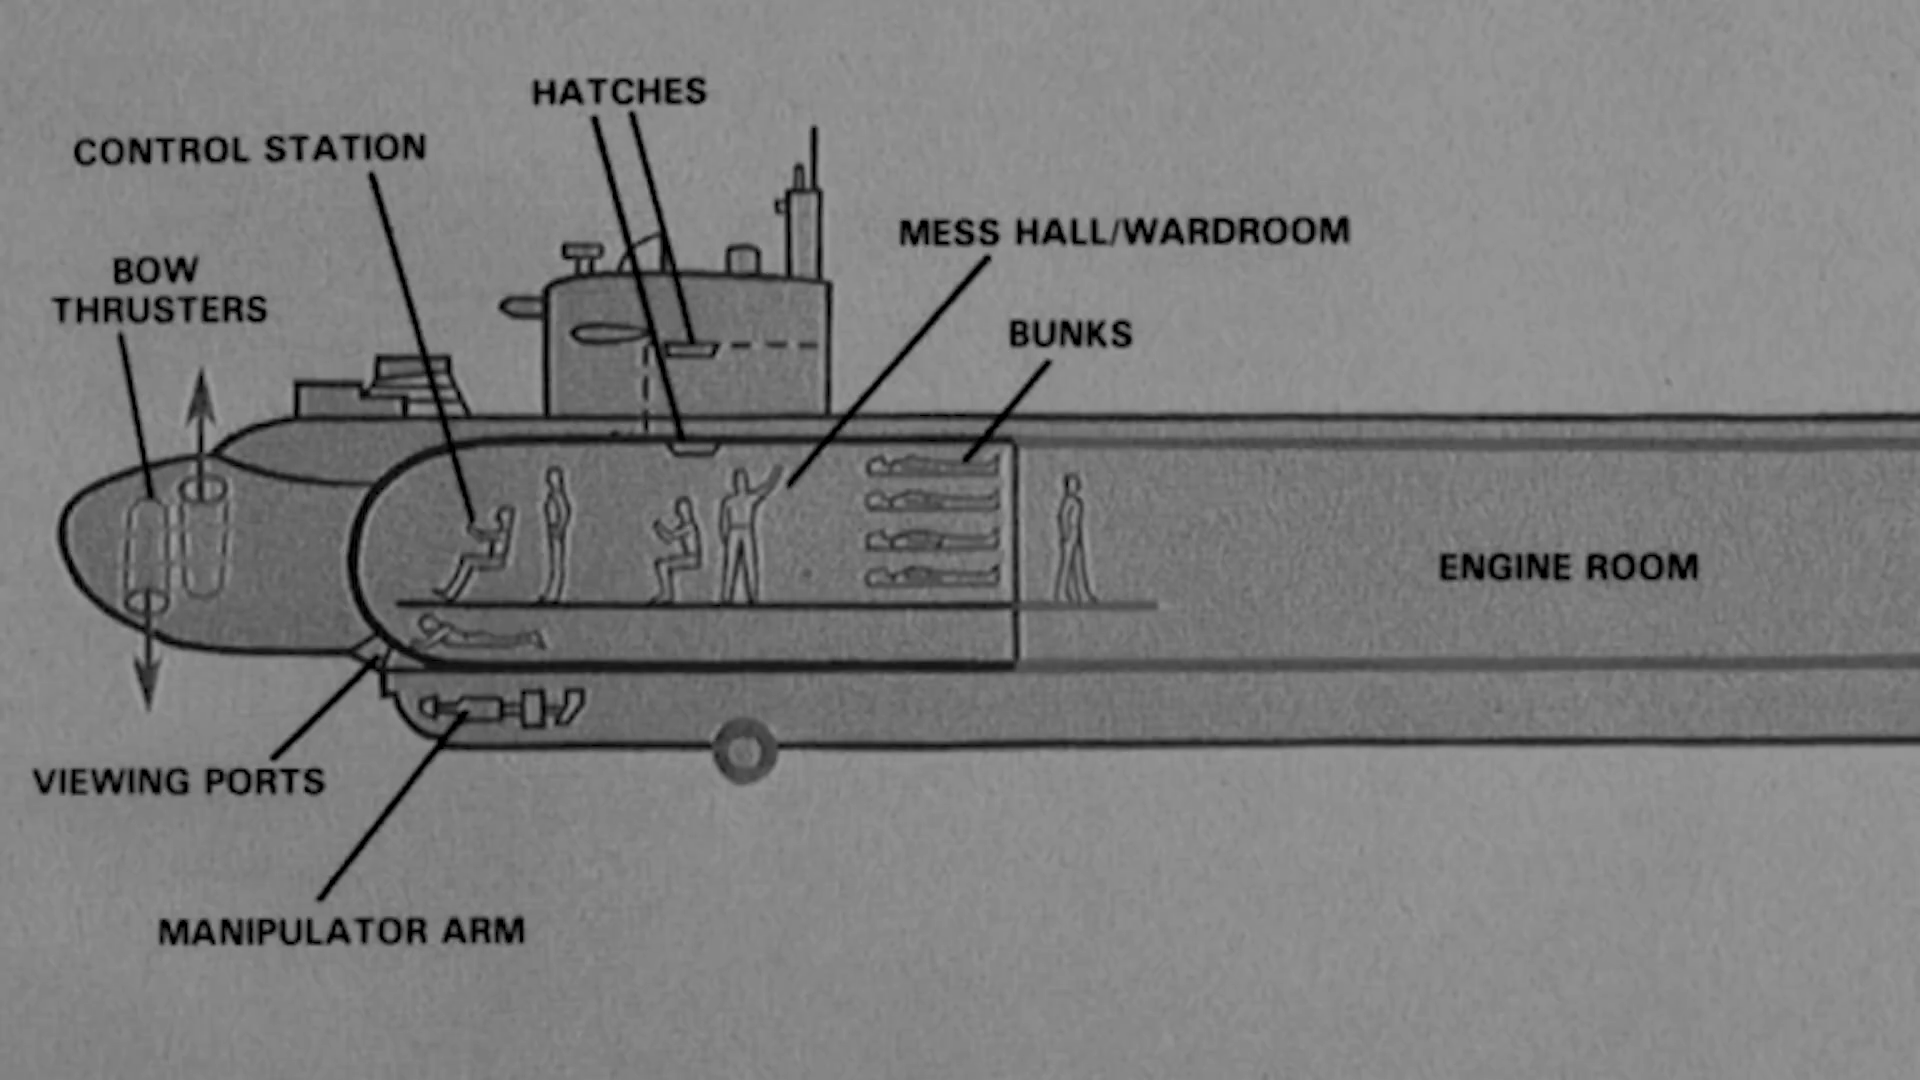 HATCHES
CONTROL STATION
MESS HALL/WARDROOM
BOW
THRUSTERS
BUNKS
ENGINE ROOM
VIEWING PORTS
MANIPULATOR ARM